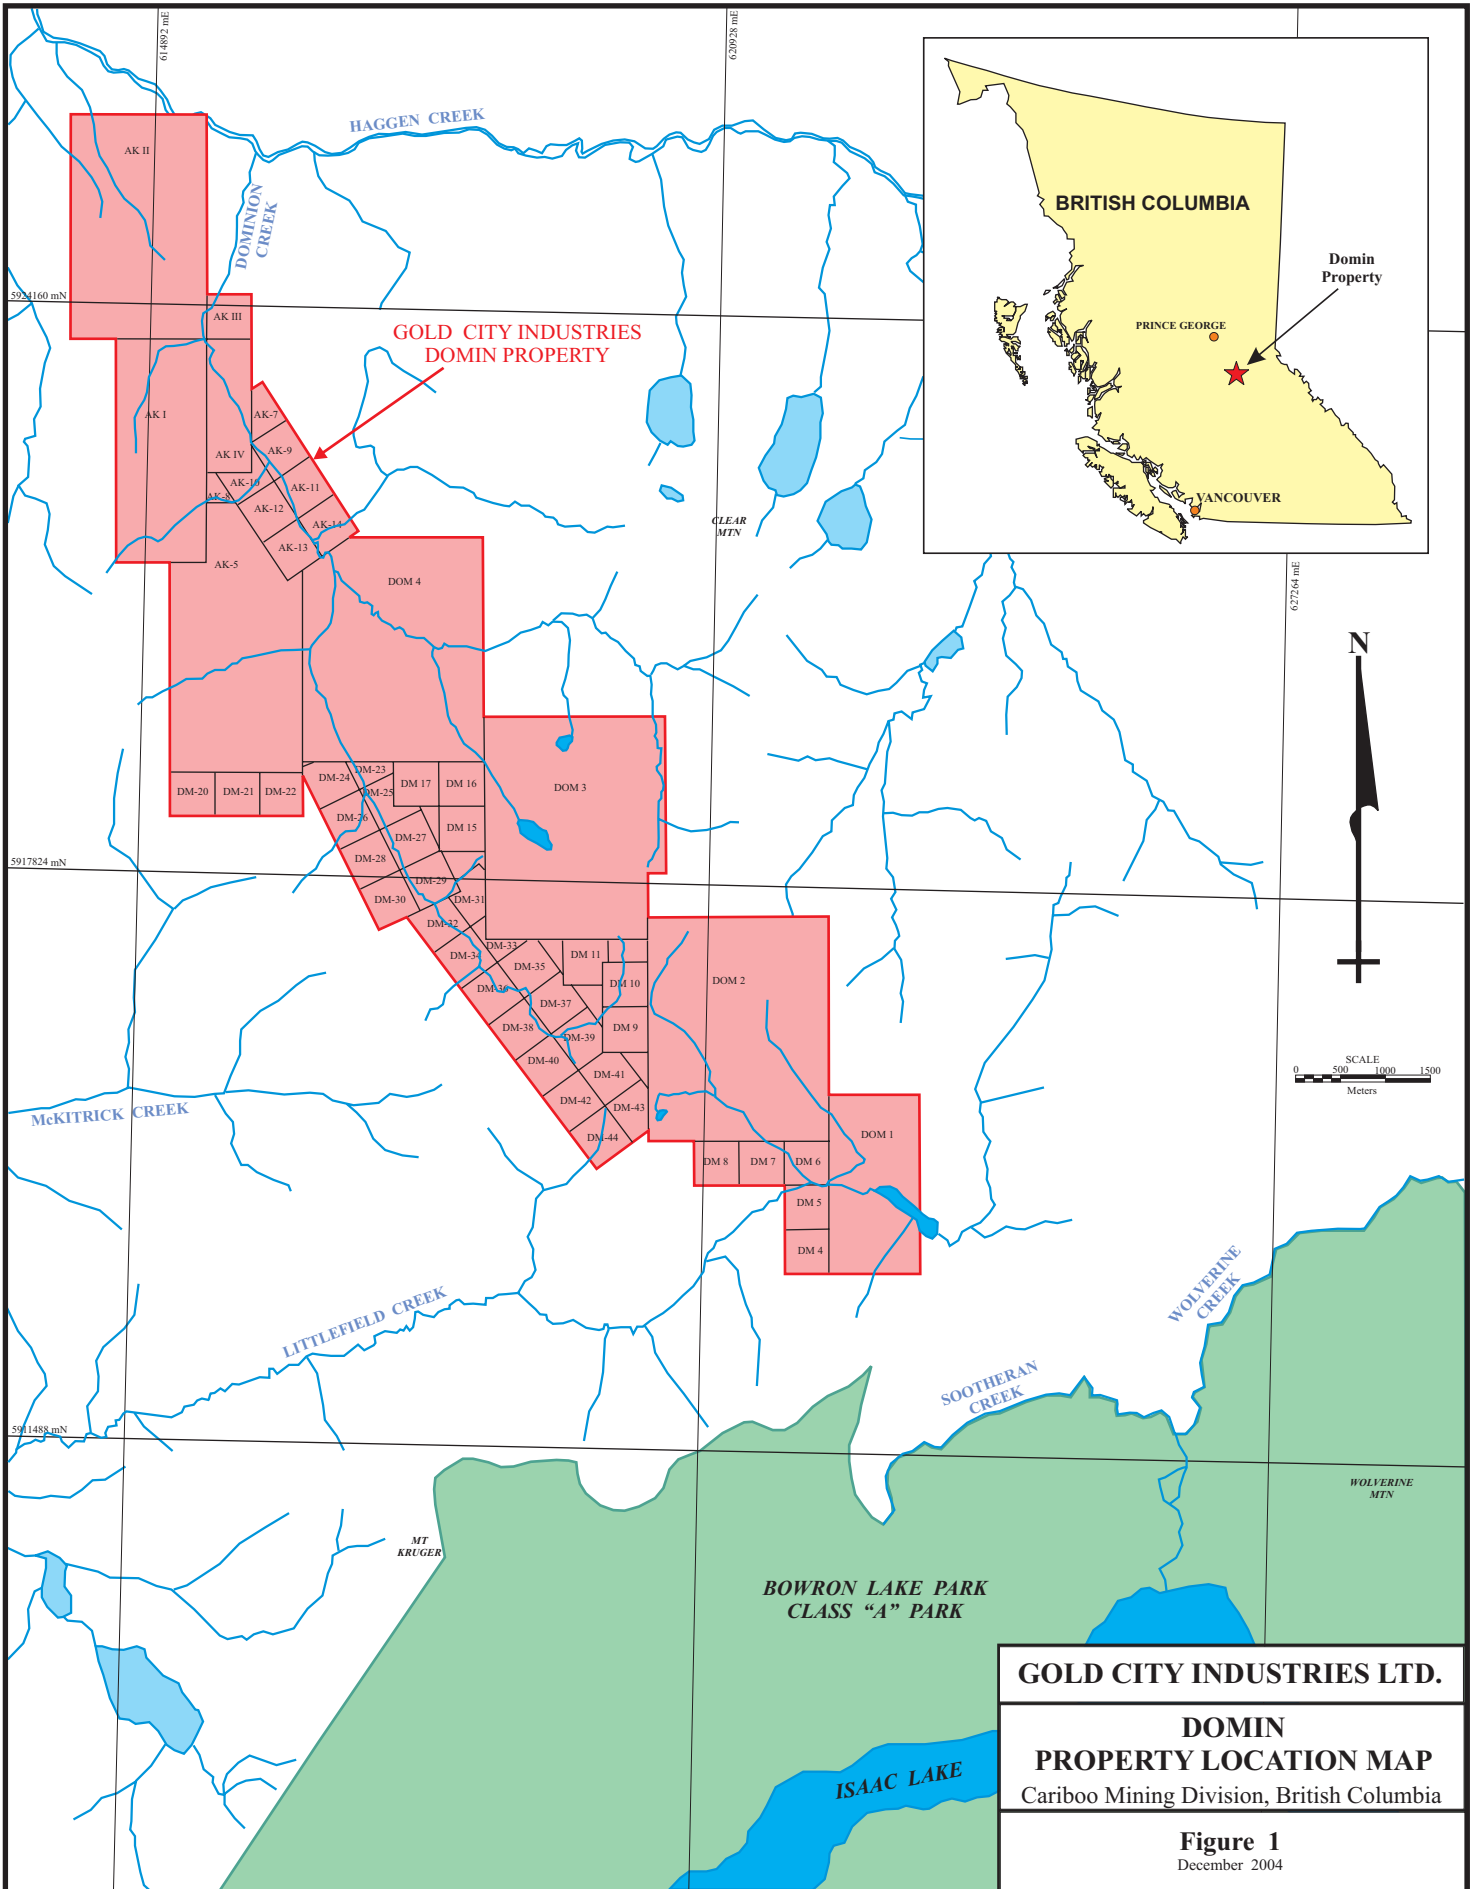 614892 mE
620928 mE
HAGGEN CREEK
AK II
DOMINION
CREEK
BRITISH COLUMBIA
Domin
Property
PRINCE GEORGE
VANCOUVER
5924160 mN
AK III
GOLD CITY INDUSTRIES
DOMIN PROPERTY
AK I
AK-7
AK IV
AK-9
AK-10
AK-8
AK-11
AK-12
AK-14
AK-13
AK-5
CLEAR
MTN
627264 mE
DOM 4
N
DM-20
DM-21
DM-22
DM-24
DM-23
DM-25
DM 17
DM 16
DOM 3
DM-26
DM-27
DM 15
5917824 mN
DM-28
DM-29
DM-30
DM-31
DM-32
DM-33
DM-34
DM-35
DM 11
DM-36
DM-37
DM 10
DOM 2
DM-38
DM-39
DM 9
DM-40
DM-41
DM-42
DM-43
DM-44
SCALE
0 500 1000 1500
Meters
McKITRICK CREEK
DOM 1
DM 8
DM 7
DM 6
DM 5
DM 4
WOLVERINE
CREEK
LITTLEFIELD CREEK
SOOTHERAN
CREEK
5911488 mN
WOLVERINE
MTN
MT
KRUGER
BOWRON LAKE PARK
CLASS “A” PARK
ISAAC LAKE
GOLD CITY INDUSTRIES LTD.
DOMIN
PROPERTY LOCATION MAP
Cariboo Mining Division, British Columbia
Figure 1
December 2004